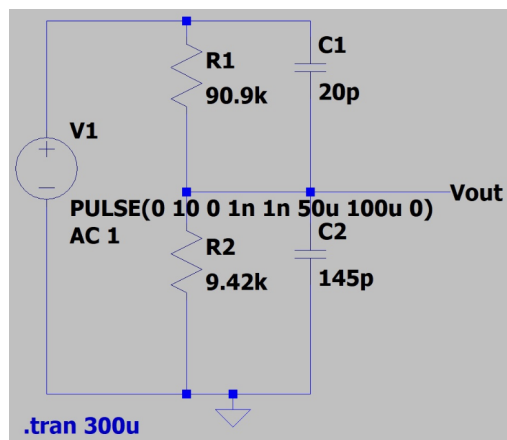 C1
R1
20p
90.9k
V1
Vout
PULSE(0 10 0 1n 1n 50u 100u 0)
AC 1
C2
R2
145p
9.42k
.tran 300u